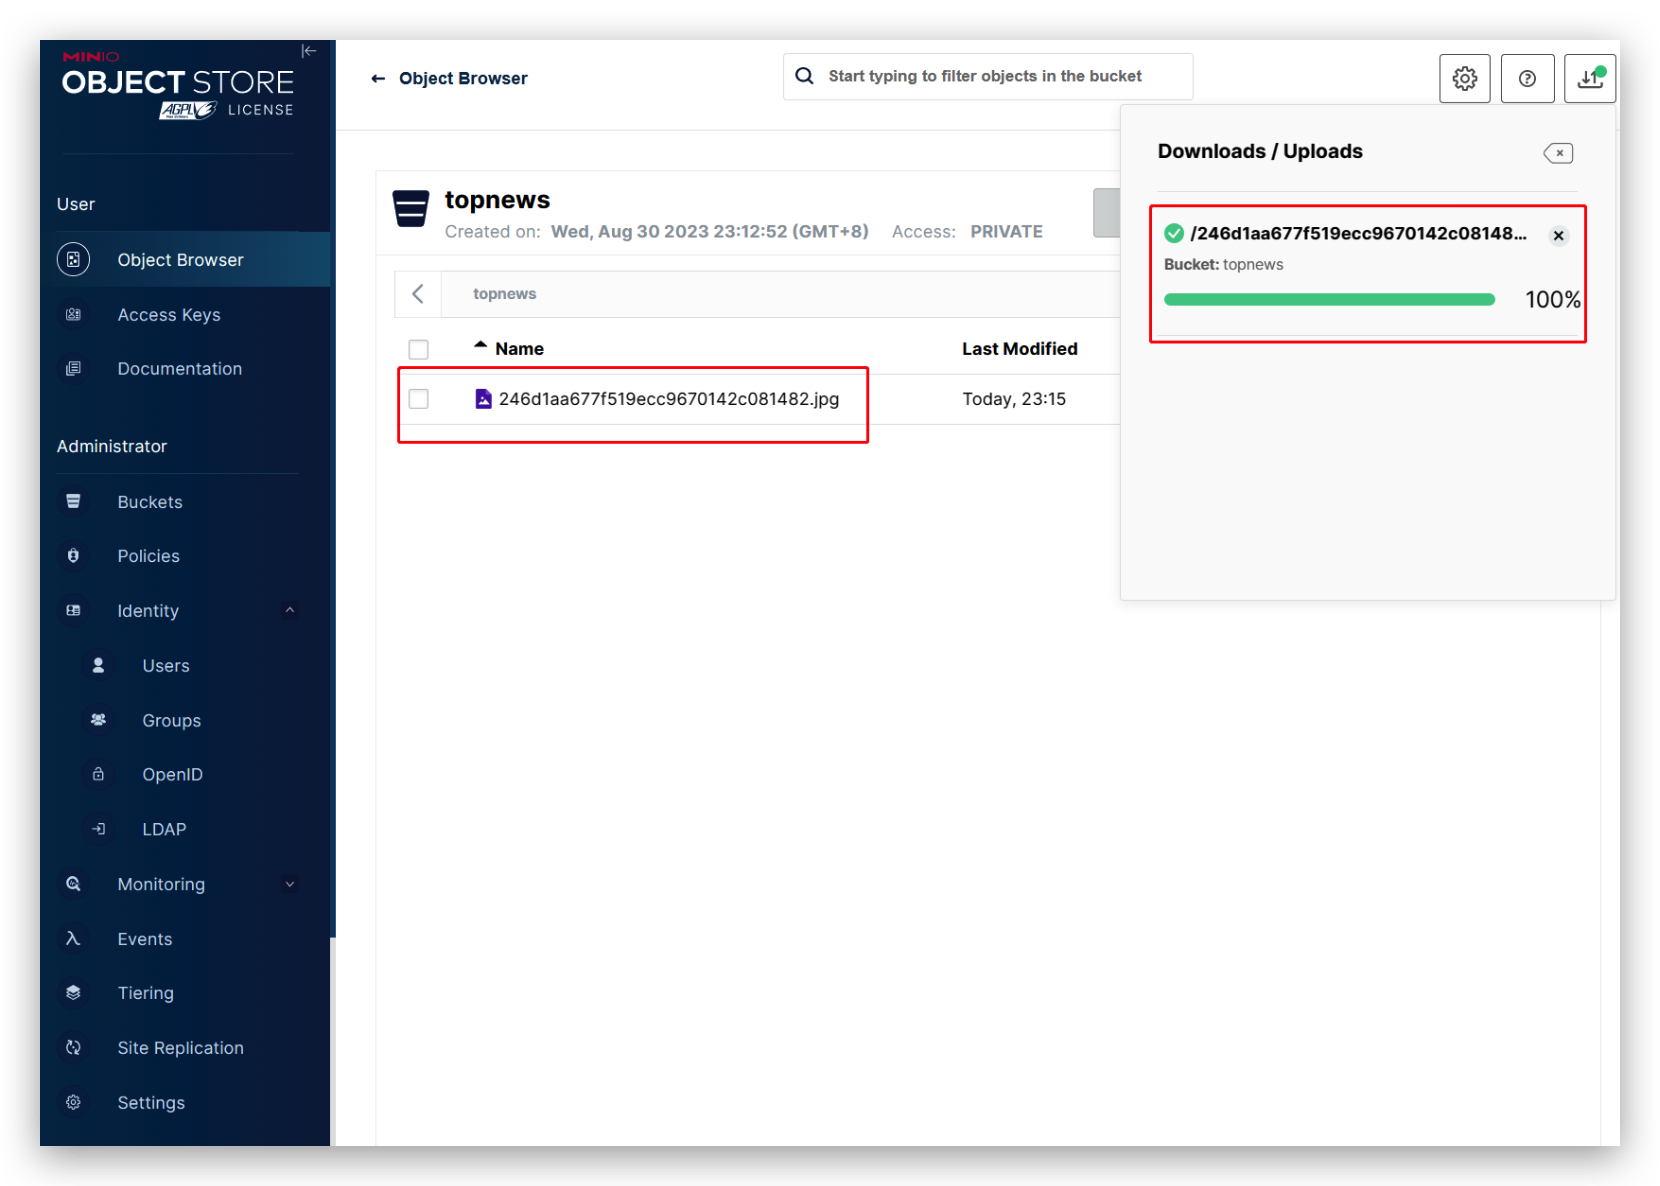 MINIO
OBJECT STORE
AGPLv3 LICENSE
User
Object Browser
Access Keys
Documentation
Administrator
Buckets
Policies
Identity
Users
Groups
OpenID
LDAP
Monitoring
Events
Tiering
Site Replication
Settings
← Object Browser
Start typing to filter objects in the bucket
topnews
Created on: Wed, Aug 30 2023 23:12:52 (GMT+8) Access: PRIVATE
topnews
Name Last Modified
246d1aa677f519ecc9670142c081482.jpg Today, 23:15
Downloads / Uploads
/246d1aa677f519ecc9670142c08148...
Bucket: topnews
100%